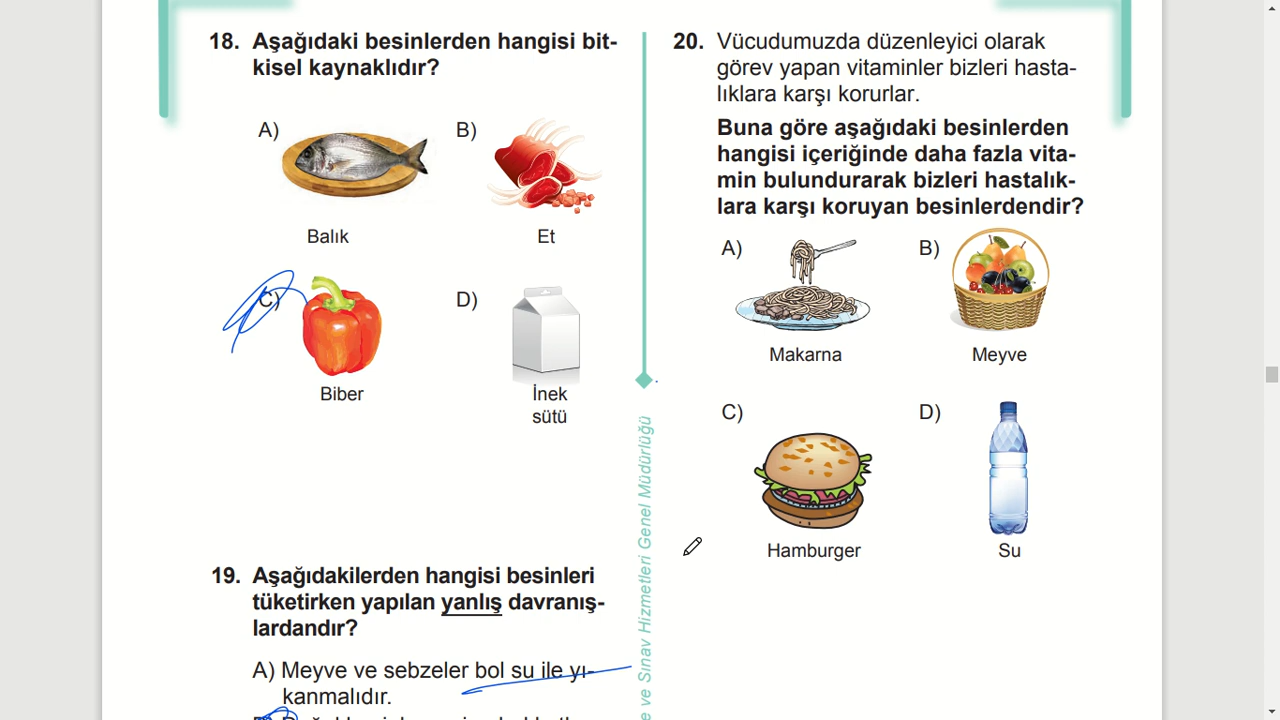 18. Aşağıdaki besinlerden hangisi bit-
kisel kaynaklıdır?
A)
B)
Balık
Et
C)
D)
Biber
İnek
sütü
19. Aşağıdakilerden hangisi besinleri
tüketirken yapılan yanlış davranış-
lardandır?
A) Meyve ve sebzeler bol su ile yı-
kanmalıdır.
e ve Sınav Hizmetleri Genel Müdürlüğü
20. Vücudumuzda düzenleyici olarak
görev yapan vitaminler bizleri hasta-
lıklara karşı korurlar.
Buna göre aşağıdaki besinlerden
hangisi içeriğinde daha fazla vita-
min bulundurarak bizleri hastalık-
lara karşı koruyan besinlerdendir?
A)
B)
Makarna
Meyve
C)
D)
Hamburger
Su